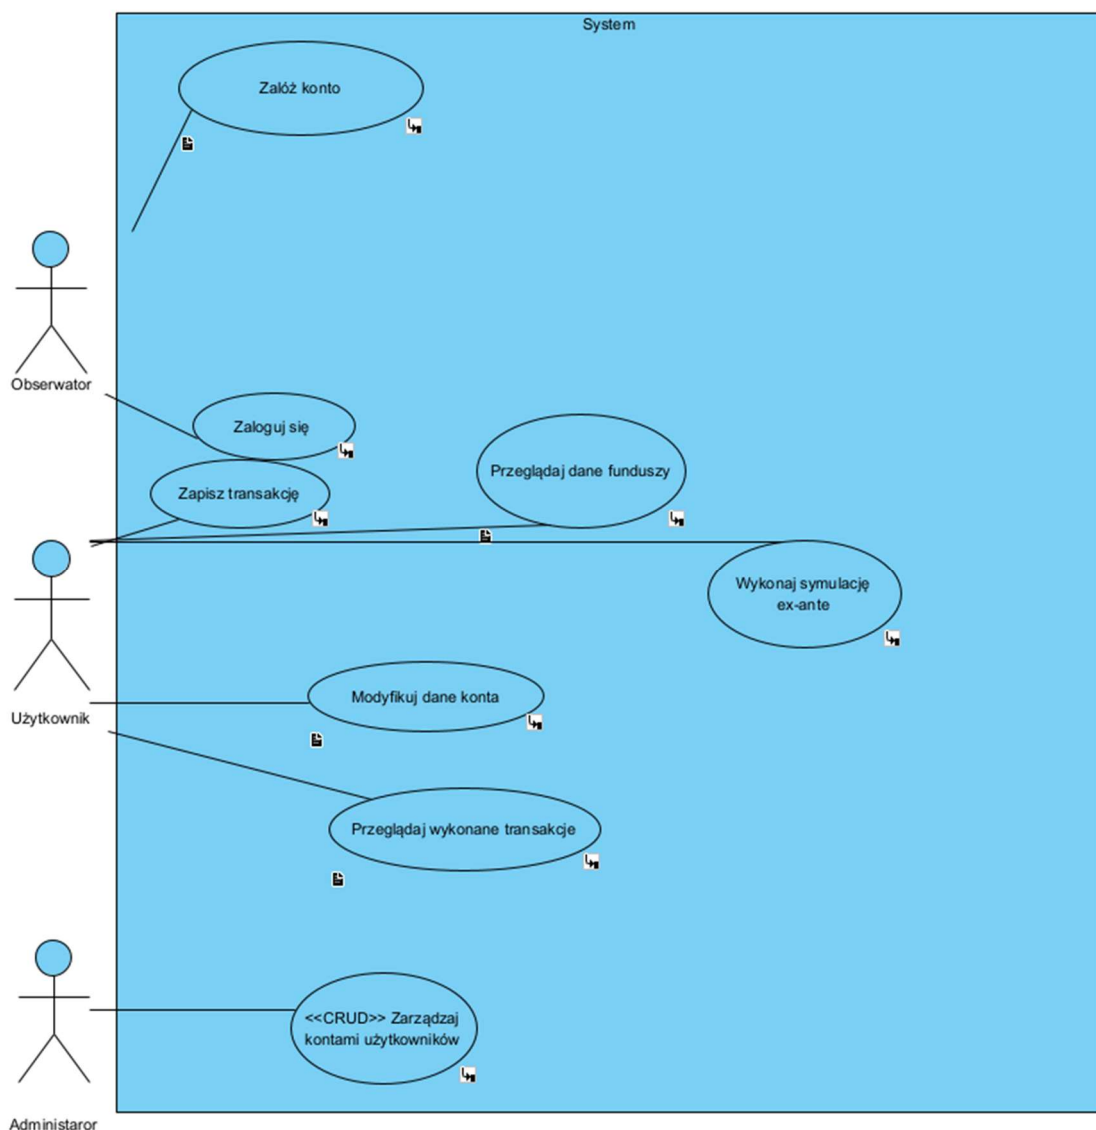 System
Zalóż konto
Obserwator
Zaloguj się
Zapisz transakcję
Przeglądaj dane funduszy
Wykonaj symulację
ex-ante
Użytkownik
Modyfikuj dane konta
Przeglądaj wykonane transakcje
<<CRUD>> Zarządzaj
kontami użytkowników
Administaror